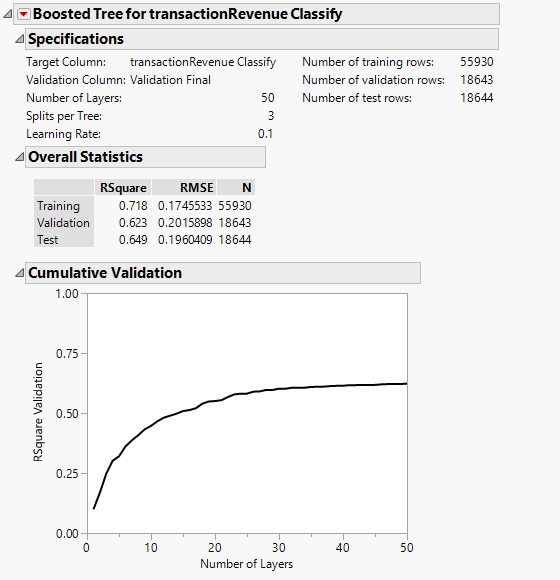 Boosted Tree for transactionRevenue Classify
Specifications
Target Column: transactionRevenue Classify Number of training rows: 55930
Validation Column: Validation Final Number of validation rows: 18643
Number of Layers: 50 Number of test rows: 18644
Splits per Tree: 3
Learning Rate: 0.1
Overall Statistics
RSquare RMSE N
Training 0.718 0.1745533 55930
Validation 0.623 0.2015898 18643
Test 0.649 0.1960409 18644
Cumulative Validation
1.00
0.75
0.50
0.25
0.00
RSquare Validation
0 10 20 30 40 50
Number of Layers